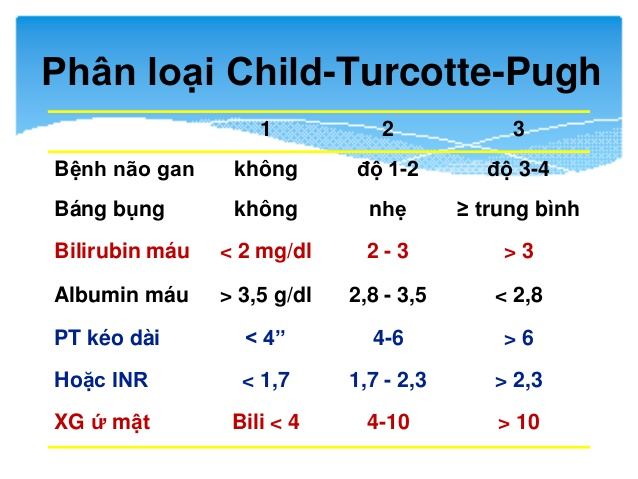 Phân loại Child-Turcotte-Pugh
1 2 3
Bệnh não gan không độ 1-2 độ 3-4
Báng bụng không nhẹ ≥ trung bình
Bilirubin máu < 2 mg/dl 2 - 3 > 3
Albumin máu > 3,5 g/dl 2,8 - 3,5 < 2,8
PT kéo dài < 4” 4-6 > 6
Hoặc INR < 1,7 1,7 - 2,3 > 2,3
XG ứ mật Bili < 4 4-10 > 10